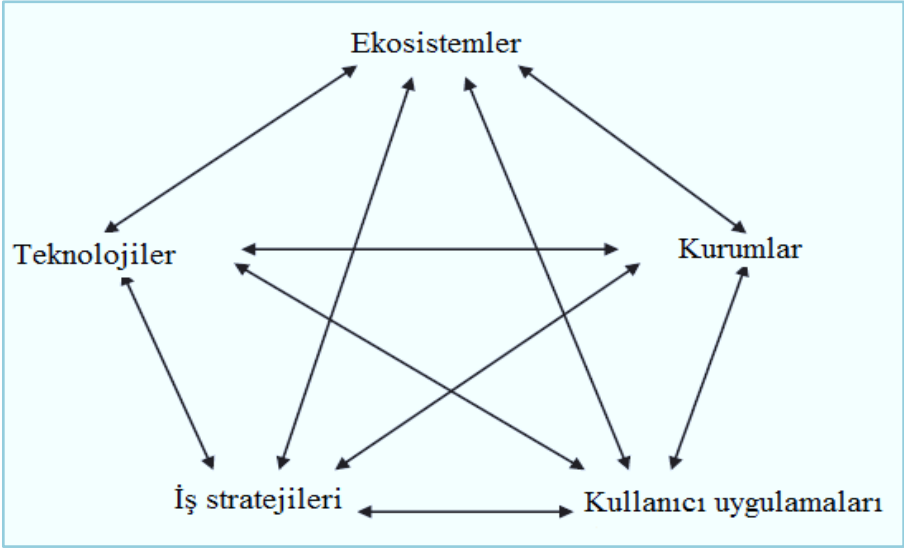 Ekosistemler
Teknolojiler
Kurumlar
İş stratejileri
Kullanıcı uygulamaları